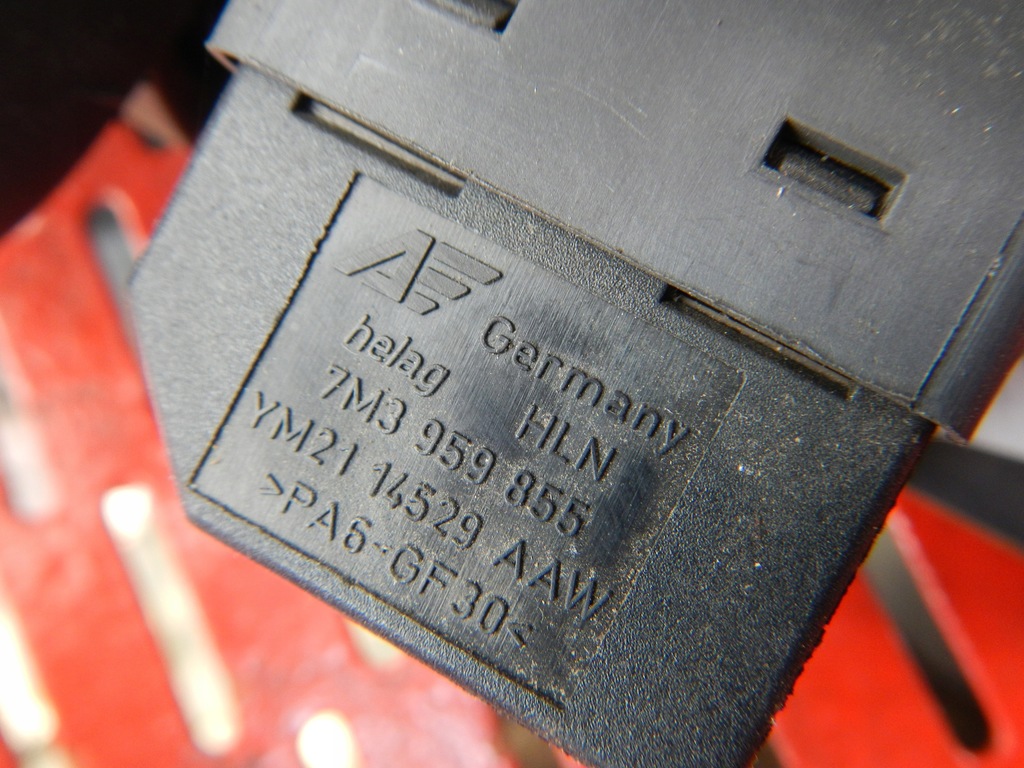 Germany
helag HLN
7M3 959 855
YM21 14529 AAW
>PA6-GF30<